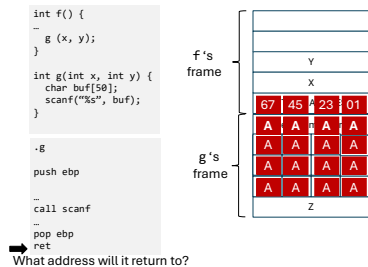 int f() {
…
g (x, y);
}
int g(int x, int y) {
char buf[50];
scanf(“%s”, buf);
}
.g
push ebp
…
call scanf
…
pop ebp
ret
What address will it return to?
f ‘s
frame
g ‘s
frame
Y
X
67 45 23 01
A A A A
A A A A
A A A A
A A A A
Z